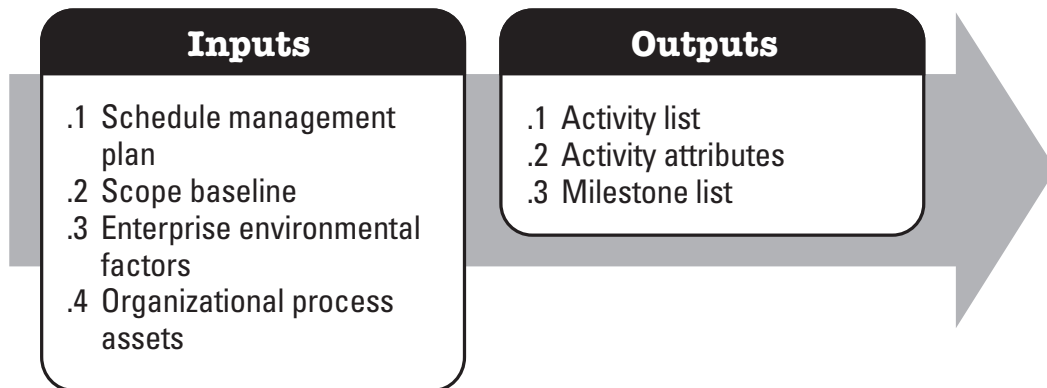 Inputs
.1 Schedule management
plan
.2 Scope baseline
.3 Enterprise environmental
factors
.4 Organizational process
assets
Outputs
.1 Activity list
.2 Activity attributes
.3 Milestone list